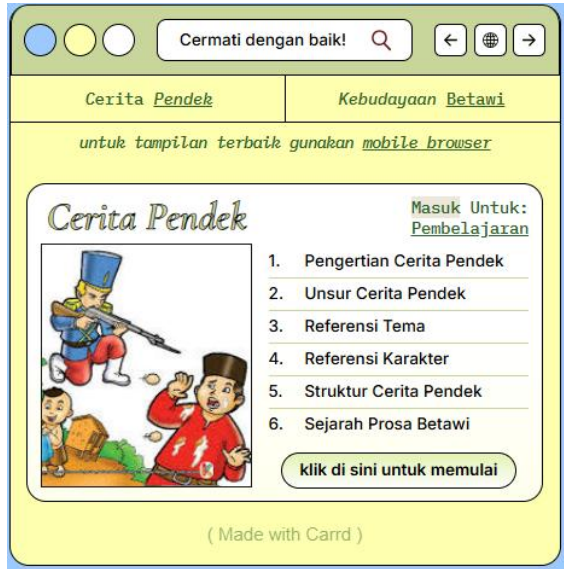 Cermati dengan baik!
Cerita Pendek
Kebudayaan Betawi
untuk tampilan terbaik gunakan mobile browser
Cerita Pendek
Masuk Untuk:
Pembelajaran
1. Pengertian Cerita Pendek
2. Unsur Cerita Pendek
3. Referensi Tema
4. Referensi Karakter
5. Struktur Cerita Pendek
6. Sejarah Prosa Betawi
klik di sini untuk memulai
( Made with Carrd )